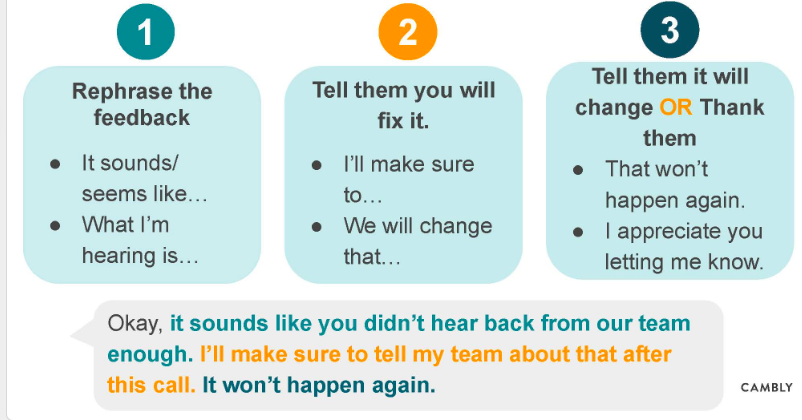 1
Rephrase the
feedback
● It sounds/
seems like…
● What I’m
hearing is…
2
Tell them you will
fix it.
● I’ll make sure
to…
● We will change
that…
3
Tell them it will
change OR Thank
them
● That won’t
happen again.
● I appreciate you
letting me know.
Okay, it sounds like you didn’t hear back from our team
enough. I’ll make sure to tell my team about that after
this call. It won’t happen again.
CAMBLY